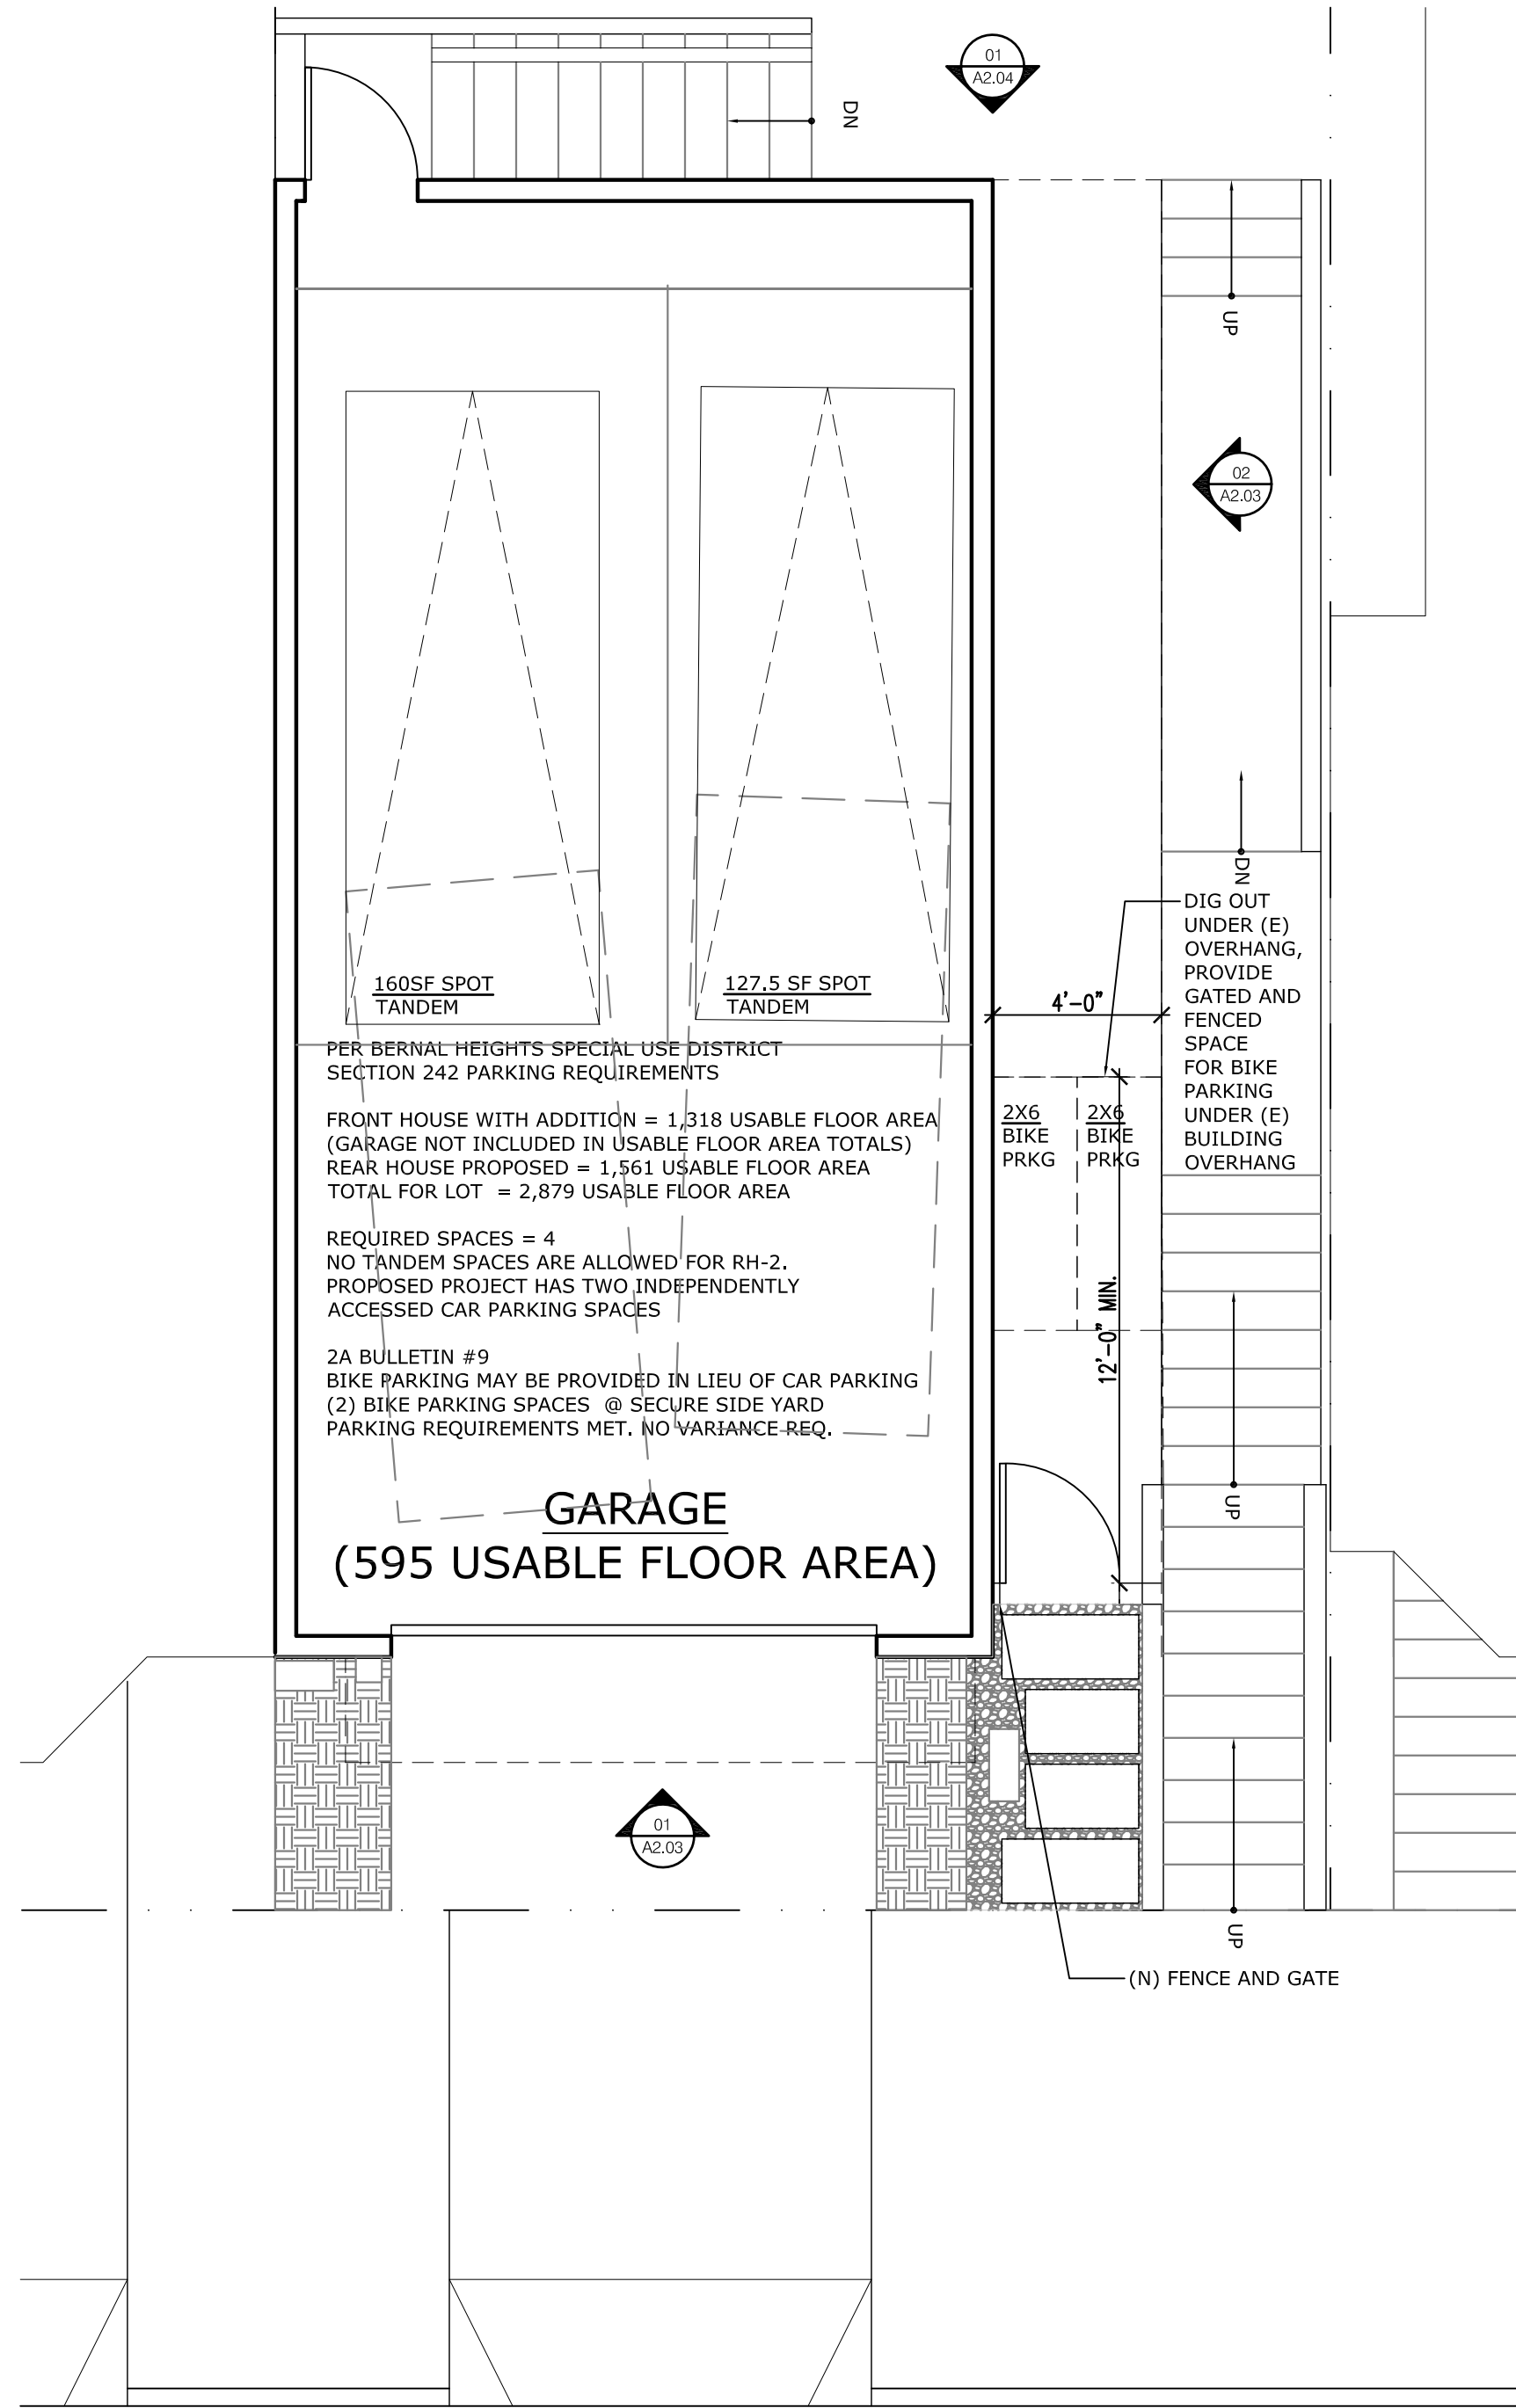 01
A2.04
DN
UP
02
A2.03
DN
DIG OUT
UNDER (E)
OVERHANG,
PROVIDE
GATED AND
FENCED
SPACE
FOR BIKE
PARKING
UNDER (E)
BUILDING
OVERHANG
160SF SPOT
TANDEM
127.5 SF SPOT
TANDEM
4'-0"
PER BERNAL HEIGHTS SPECIAL USE DISTRICT
SECTION 242 PARKING REQUIREMENTS
FRONT HOUSE WITH ADDITION = 1,318 USABLE FLOOR AREA
(GARAGE NOT INCLUDED IN USABLE FLOOR AREA TOTALS)
REAR HOUSE PROPOSED = 1,561 USABLE FLOOR AREA
TOTAL FOR LOT = 2,879 USABLE FLOOR AREA
REQUIRED SPACES = 4
NO TANDEM SPACES ARE ALLOWED FOR RH-2.
PROPOSED PROJECT HAS TWO INDEPENDENTLY
ACCESSED CAR PARKING SPACES
2A BULLETIN #9
BIKE PARKING MAY BE PROVIDED IN LIEU OF CAR PARKING
(2) BIKE PARKING SPACES @ SECURE SIDE YARD
PARKING REQUIREMENTS MET. NO VARIANCE REQ.
2X6
BIKE
PRKG
2X6
BIKE
PRKG
12'-0" MIN.
GARAGE
(595 USABLE FLOOR AREA)
UP
01
A2.03
UP
(N) FENCE AND GATE